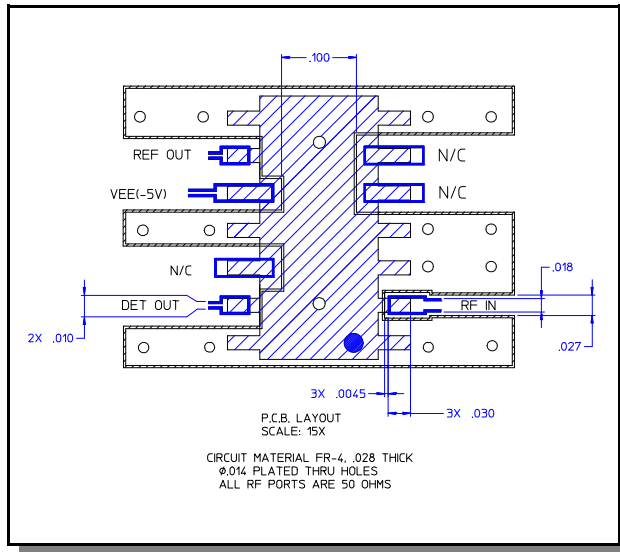 .100
REF OUT
N/C
VEE(-5V)
N/C
N/C
.018
DET OUT
RF IN
2X .010
.027
3X .0045
3X .030
P.C.B. LAYOUT
SCALE: 15X
CIRCUIT MATERIAL FR-4, .028 THICK
Ø.014 PLATED THRU HOLES
ALL RF PORTS ARE 50 OHMS